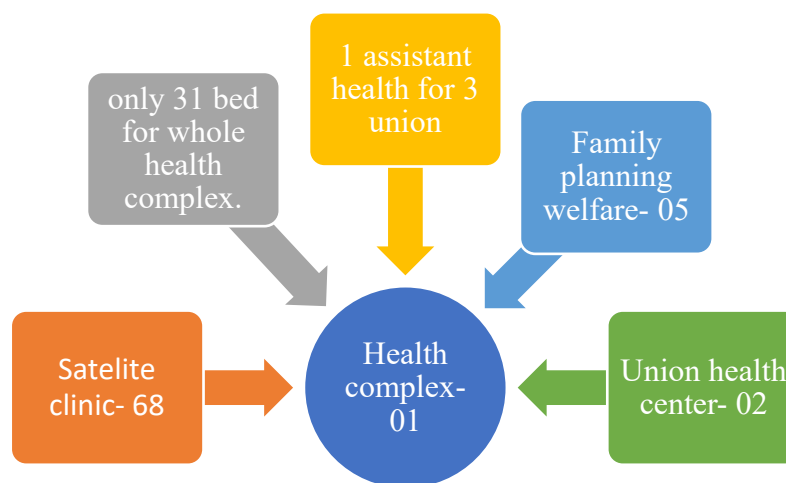 1 assistant
health for 3
union
only 31 bed
for whole
health
complex.
Family
planning
welfare- 05
Satelite
clinic- 68
Health
complex-
01
Union health
center- 02